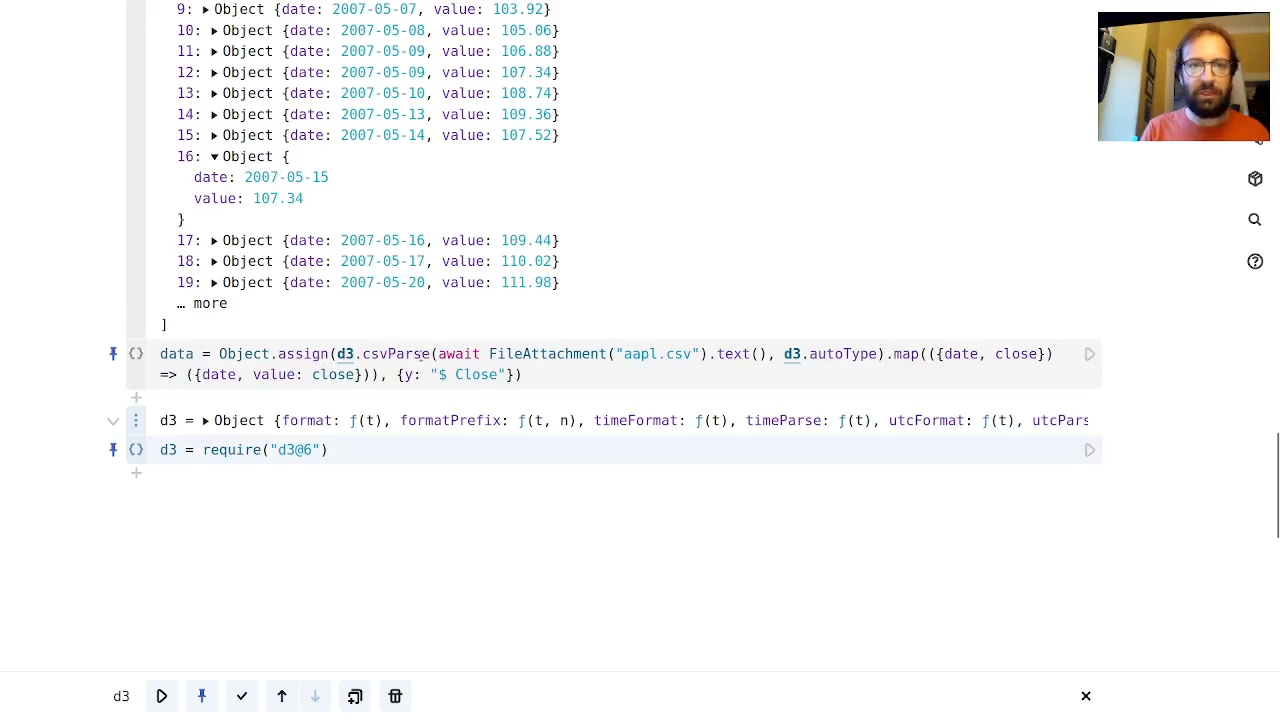 9: ▸Object {date: 2007-05-07, value: 103.92}
10: ▸Object {date: 2007-05-08, value: 105.06}
11: ▸Object {date: 2007-05-09, value: 106.88}
12: ▸Object {date: 2007-05-09, value: 107.34}
13: ▸Object {date: 2007-05-10, value: 108.74}
14: ▸Object {date: 2007-05-13, value: 109.36}
15: ▸Object {date: 2007-05-14, value: 107.52}
16: ▾Object {
date: 2007-05-15
value: 107.34
}
17: ▸Object {date: 2007-05-16, value: 109.44}
18: ▸Object {date: 2007-05-17, value: 110.02}
19: ▸Object {date: 2007-05-20, value: 111.98}
… more
]
data = Object.assign(d3.csvParse(await FileAttachment("aapl.csv").text(), d3.autoType).map(({date, close})
=> ({date, value: close})), {y: "$ Close"})
d3 = ▸Object {format: ƒ(t), formatPrefix: ƒ(t, n), timeFormat: ƒ(t), timeParse: ƒ(t), utcFormat: ƒ(t), utcPars
d3 = require("d3@6")
d3